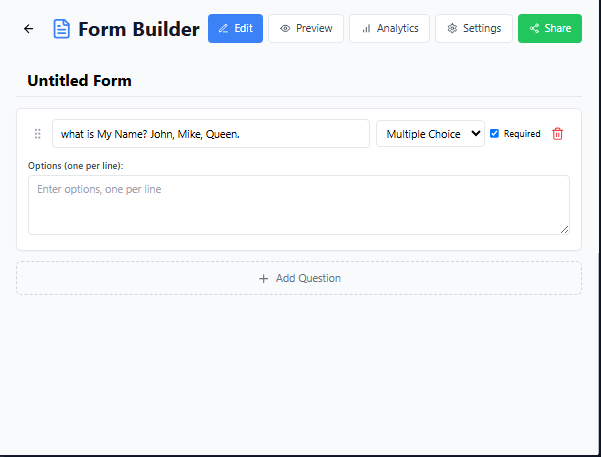 Form Builder Edit Preview Analytics Settings Share
Untitled Form
what is My Name? John, Mike, Queen. Multiple Choice Required
Options (one per line):
Enter options, one per line
Add Question